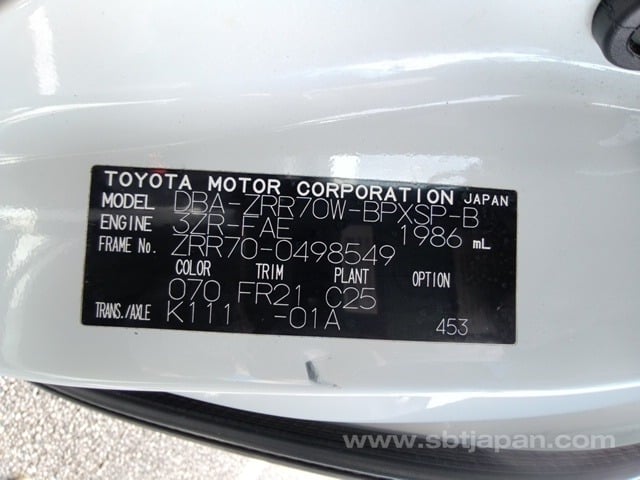 TOYOTA MOTOR CORPORATION JAPAN
MODEL DBA-ZRR70W-BPXSP-B
ENGINE 3ZR-FAE 1986 mL
FRAME No. ZRR70-0498549
COLOR TRIM PLANT OPTION
070 FR21 C25
TRANS./AXLE K111 -01A 453
www.sbtjapan.com